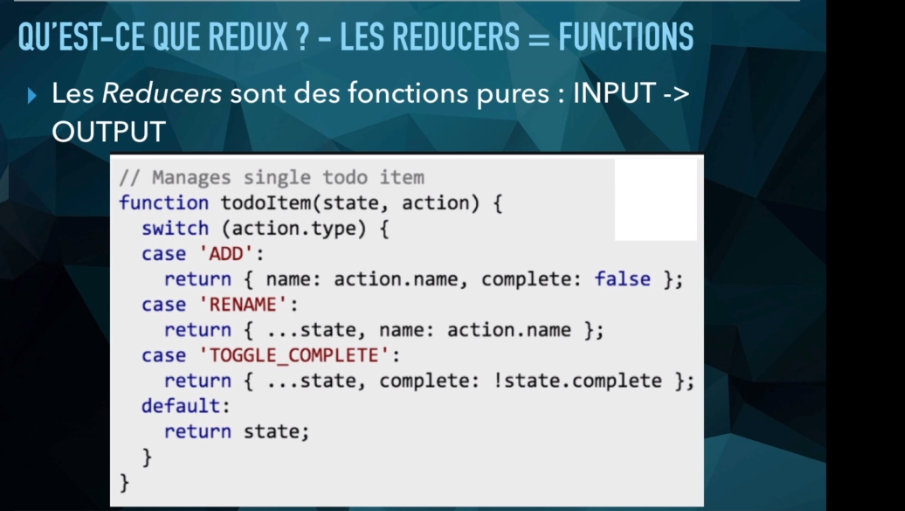 QU'EST-CE QUE REDUX ? - LES REDUCERS = FUNCTIONS
Les Reducers sont des fonctions pures : INPUT ->
OUTPUT
// Manages single todo item
function todoItem(state, action) {
  switch (action.type) {
  case 'ADD':
    return { name: action.name, complete: false };
  case 'RENAME':
    return { ...state, name: action.name };
  case 'TOGGLE_COMPLETE':
    return { ...state, complete: !state.complete };
  default:
    return state;
  }
}